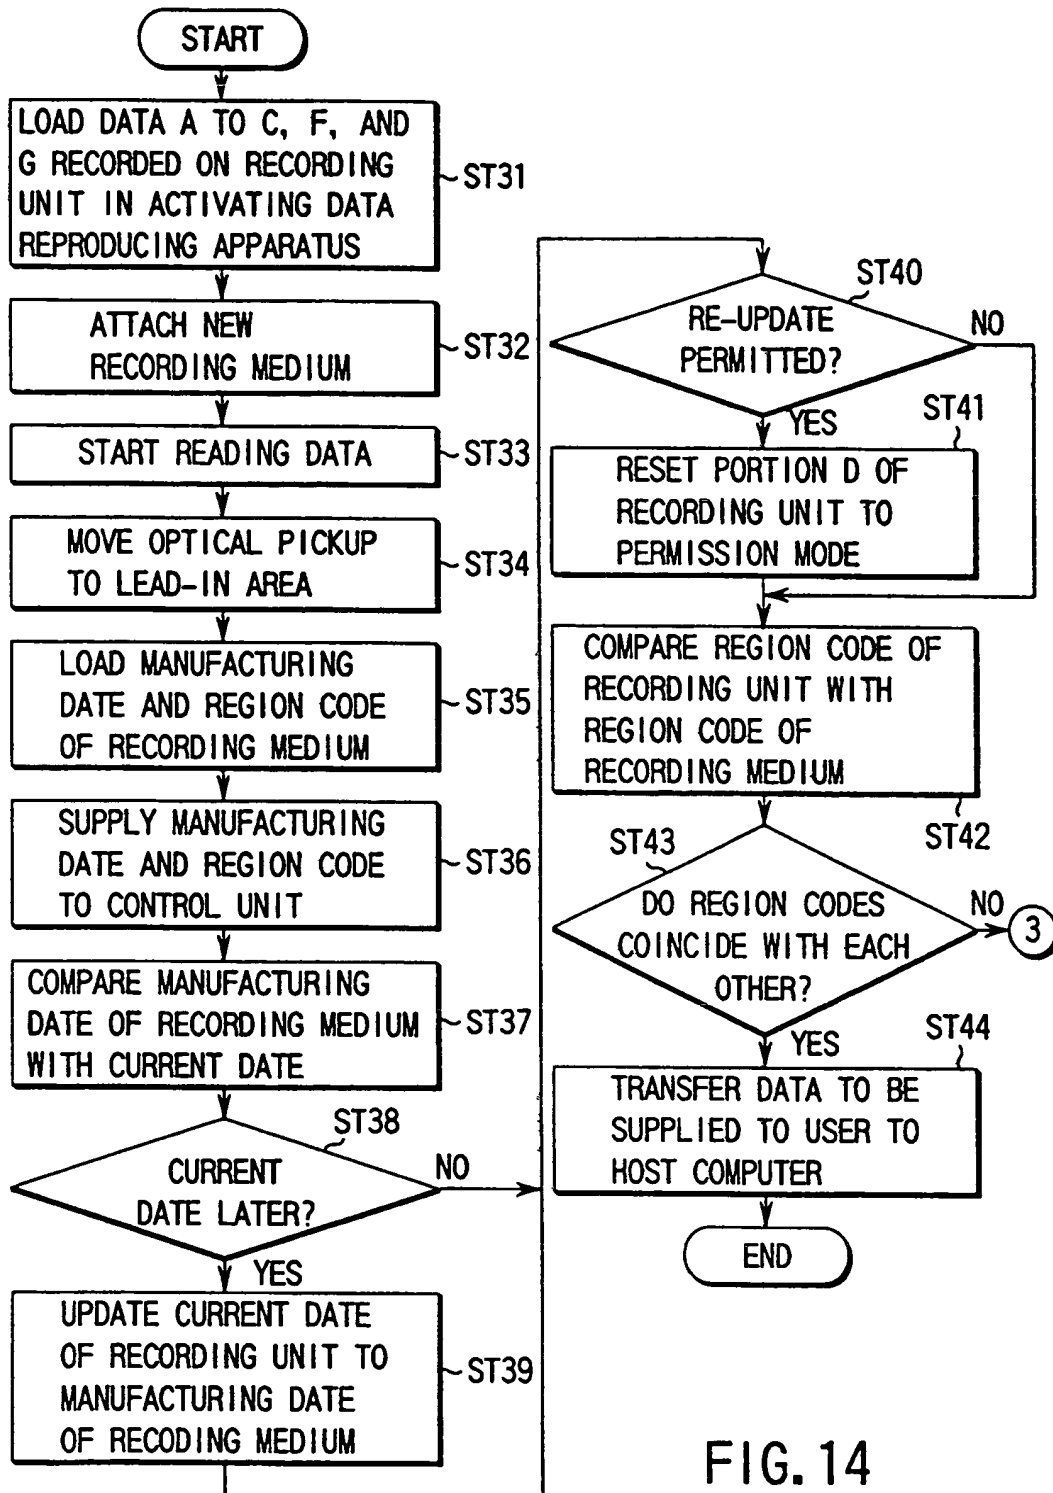 START
LOAD DATA A TO C, F, AND
G RECORDED ON RECORDING
UNIT IN ACTIVATING DATA
REPRODUCING APPARATUS
ST31
ATTACH NEW
RECORDING MEDIUM
ST32
START READING DATA
ST33
MOVE OPTICAL PICKUP
TO LEAD-IN AREA
ST34
LOAD MANUFACTURING
DATE AND REGION CODE
OF RECORDING MEDIUM
ST35
SUPPLY MANUFACTURING
DATE AND REGION CODE
TO CONTROL UNIT
ST36
COMPARE MANUFACTURING
DATE OF RECORDING MEDIUM
WITH CURRENT DATE
ST37
ST38
CURRENT
DATE LATER?
NO
YES
UPDATE CURRENT DATE
OF RECORDING UNIT TO
MANUFACTURING DATE
OF RECODING MEDIUM
ST39
ST40
RE-UPDATE
PERMITTED?
NO
YES
ST41
RESET PORTION D OF
RECORDING UNIT TO
PERMISSION MODE
COMPARE REGION CODE OF
RECORDING UNIT WITH
REGION CODE OF
RECORDING MEDIUM
ST42
ST43
DO REGION CODES
COINCIDE WITH EACH
OTHER?
NO
3
YES
ST44
TRANSFER DATA TO BE
SUPPLIED TO USER TO
HOST COMPUTER
END
FIG. 14